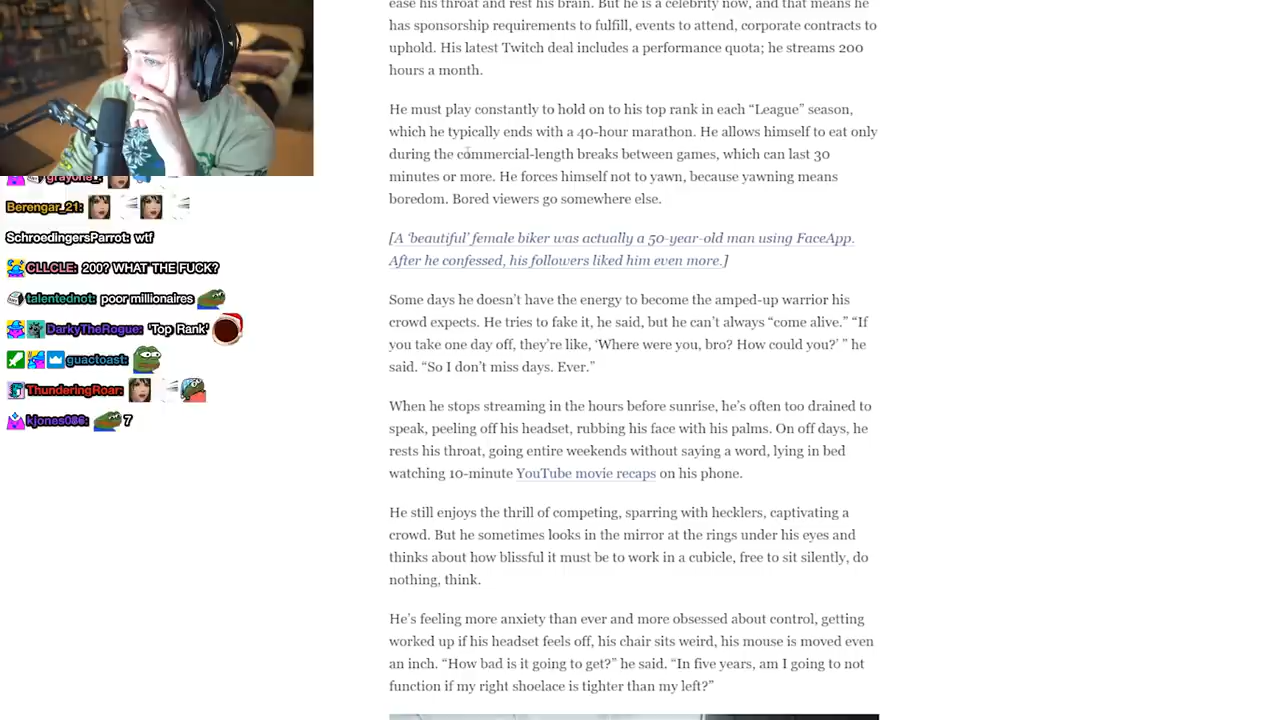 ease his throat and rest his brain. But he is a celebrity now, and that means he
has sponsorship requirements to fulfill, events to attend, corporate contracts to
uphold. His latest Twitch deal includes a performance quota; he streams 200
hours a month.
He must play constantly to hold on to his top rank in each “League” season,
which he typically ends with a 40-hour marathon. He allows himself to eat only
during the commercial-length breaks between games, which can last 30
minutes or more. He forces himself not to yawn, because yawning means
boredom. Bored viewers go somewhere else.
[A ‘beautiful’ female biker was actually a 50-year-old man using FaceApp.
After he confessed, his followers liked him even more.]
Some days he doesn’t have the energy to become the amped-up warrior his
crowd expects. He tries to fake it, he said, but he can’t always “come alive.” “If
you take one day off, they’re like, ‘Where were you, bro? How could you?’ ” he
said. “So I don’t miss days. Ever.”
When he stops streaming in the hours before sunrise, he’s often too drained to
speak, peeling off his headset, rubbing his face with his palms. On off days, he
rests his throat, going entire weekends without saying a word, lying in bed
watching 10-minute YouTube movie recaps on his phone.
He still enjoys the thrill of competing, sparring with hecklers, captivating a
crowd. But he sometimes looks in the mirror at the rings under his eyes and
thinks about how blissful it must be to work in a cubicle, free to sit silently, do
nothing, think.
He’s feeling more anxiety than ever and more obsessed about control, getting
worked up if his headset feels off, his chair sits weird, his mouse is moved even
an inch. “How bad is it going to get?” he said. “In five years, am I going to not
function if my right shoelace is tighter than my left?”
grayone_:
Berengar_21:
SchroedingersParrot: wtf
CLLCLE: 200? WHAT THE FUCK?
talentednot: poor millionaires
DarkyTheRogue: 'Top Rank'
guactoast:
ThunderingRoar:
kjones086: 7